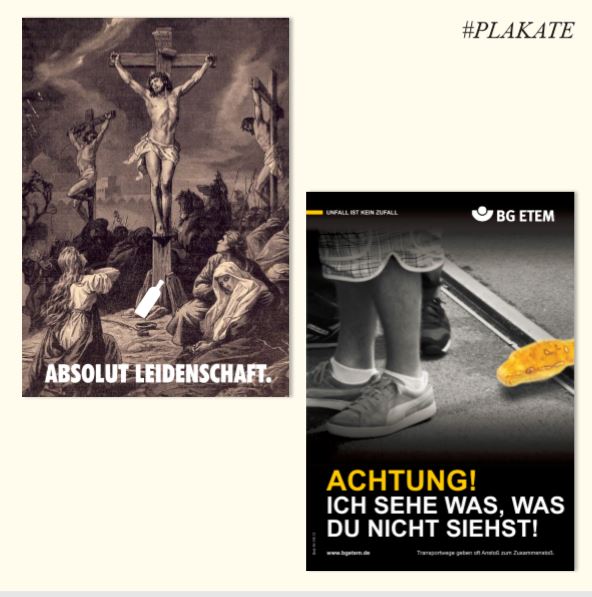 #PLAKATE
ABSOLUT LEIDENSCHAFT.
UNFALL IST KEIN ZUFALL
BG ETEM
ACHTUNG!
ICH SEHE WAS, WAS
DU NICHT SIEHST!
www.bgetem.de
Transportwege geben oft Anstoß zum Zusammenstoß.